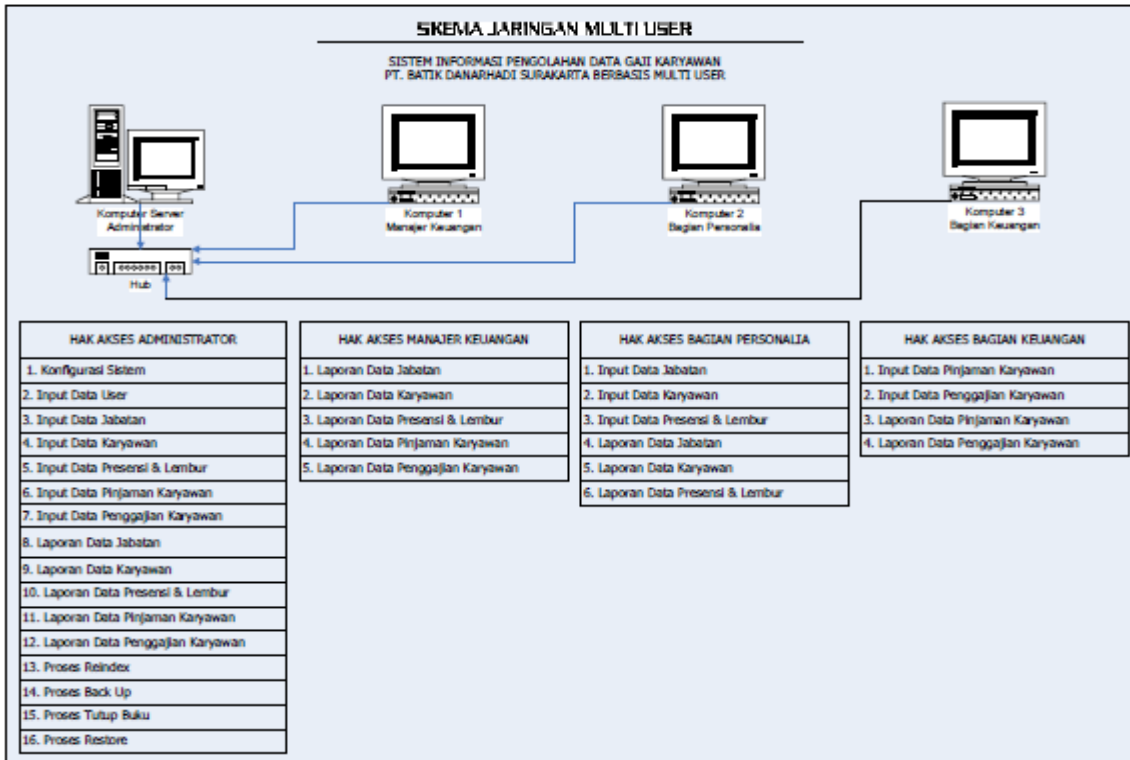 SKEMA JARINGAN MULTI USER
SISTEM INFORMASI PENGOLAHAN DATA GAJI KARYAWAN
PT. BATIK DANARHADI SURAKARTA BERBASIS MULTI USER
Komputer Server
Administrator
Komputer 1
Manajer Keuangan
Komputer 2
Bagian Personalia
Komputer 3
Bagian Keuangan
Hub
HAK AKSES ADMINISTRATOR
1. Konfigurasi Sistem
2. Input Data User
3. Input Data Jabatan
4. Input Data Karyawan
5. Input Data Presensi & Lembur
6. Input Data Pinjaman Karyawan
7. Input Data Penggajian Karyawan
8. Laporan Data Jabatan
9. Laporan Data Karyawan
10. Laporan Data Presensi & Lembur
11. Laporan Data Pinjaman Karyawan
12. Laporan Data Penggajian Karyawan
13. Proses Reindex
14. Proses Back Up
15. Proses Tutup Buku
16. Proses Restore
HAK AKSES MANAJER KEUANGAN
1. Laporan Data Jabatan
2. Laporan Data Karyawan
3. Laporan Data Presensi & Lembur
4. Laporan Data Pinjaman Karyawan
5. Laporan Data Penggajian Karyawan
HAK AKSES BAGIAN PERSONALIA
1. Input Data Jabatan
2. Input Data Karyawan
3. Input Data Presensi & Lembur
4. Laporan Data Jabatan
5. Laporan Data Karyawan
6. Laporan Data Presensi & Lembur
HAK AKSES BAGIAN KEUANGAN
1. Input Data Pinjaman Karyawan
2. Input Data Penggajian Karyawan
3. Laporan Data Pinjaman Karyawan
4. Laporan Data Penggajian Karyawan